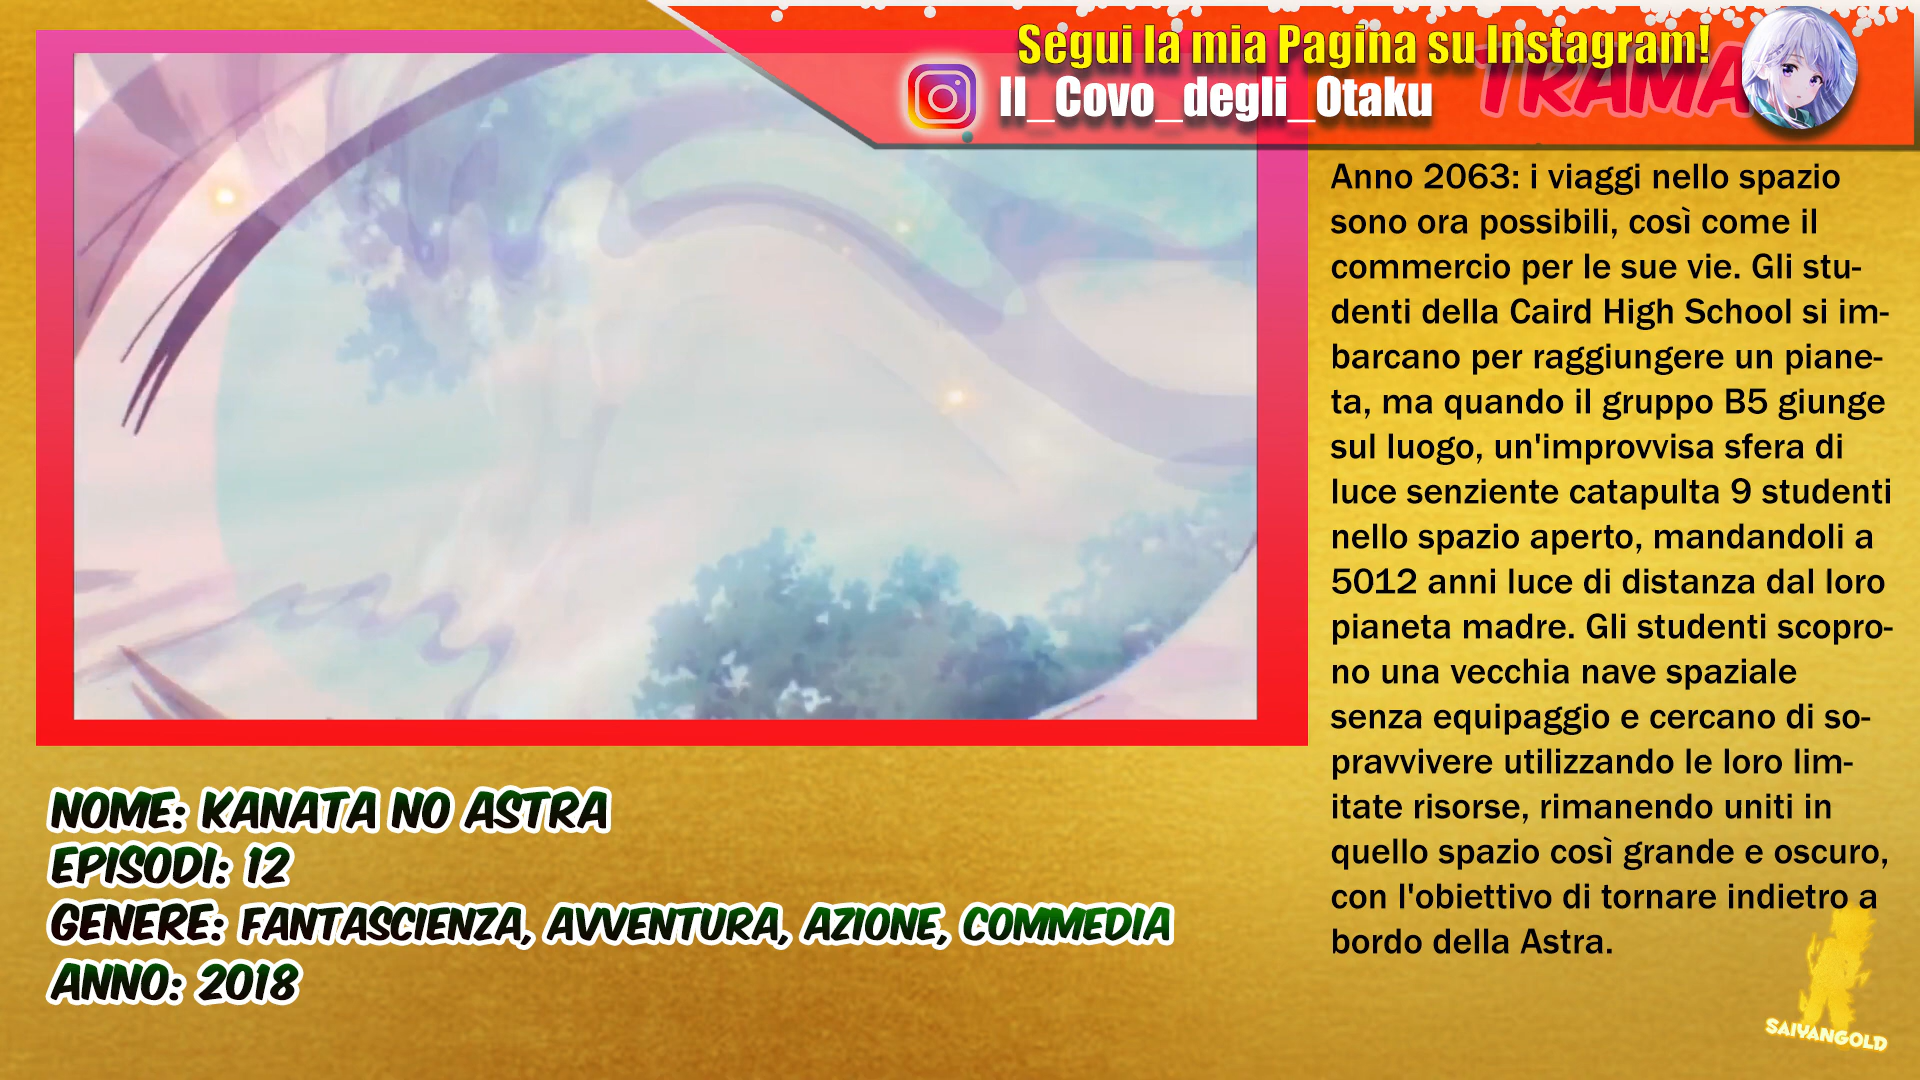 Segui la mia Pagina su Instagram!
Il_Covo_degli_Otaku
TRAMA
Anno 2063: i viaggi nello spazio
sono ora possibili, così come il
commercio per le sue vie. Gli stu-
denti della Caird High School si im-
barcano per raggiungere un piane-
ta, ma quando il gruppo B5 giunge
sul luogo, un'improvvisa sfera di
luce senziente catapulta 9 studenti
nello spazio aperto, mandandoli a
5012 anni luce di distanza dal loro
pianeta madre. Gli studenti scopro-
no una vecchia nave spaziale
senza equipaggio e cercano di so-
pravvivere utilizzando le loro lim-
itate risorse, rimanendo uniti in
quello spazio così grande e oscuro,
con l'obiettivo di tornare indietro a
bordo della Astra.
NOME: KANATA NO ASTRA
EPISODI: 12
GENERE: FANTASCIENZA, AVVENTURA, AZIONE, COMMEDIA
ANNO: 2018
SAIYANGOLD